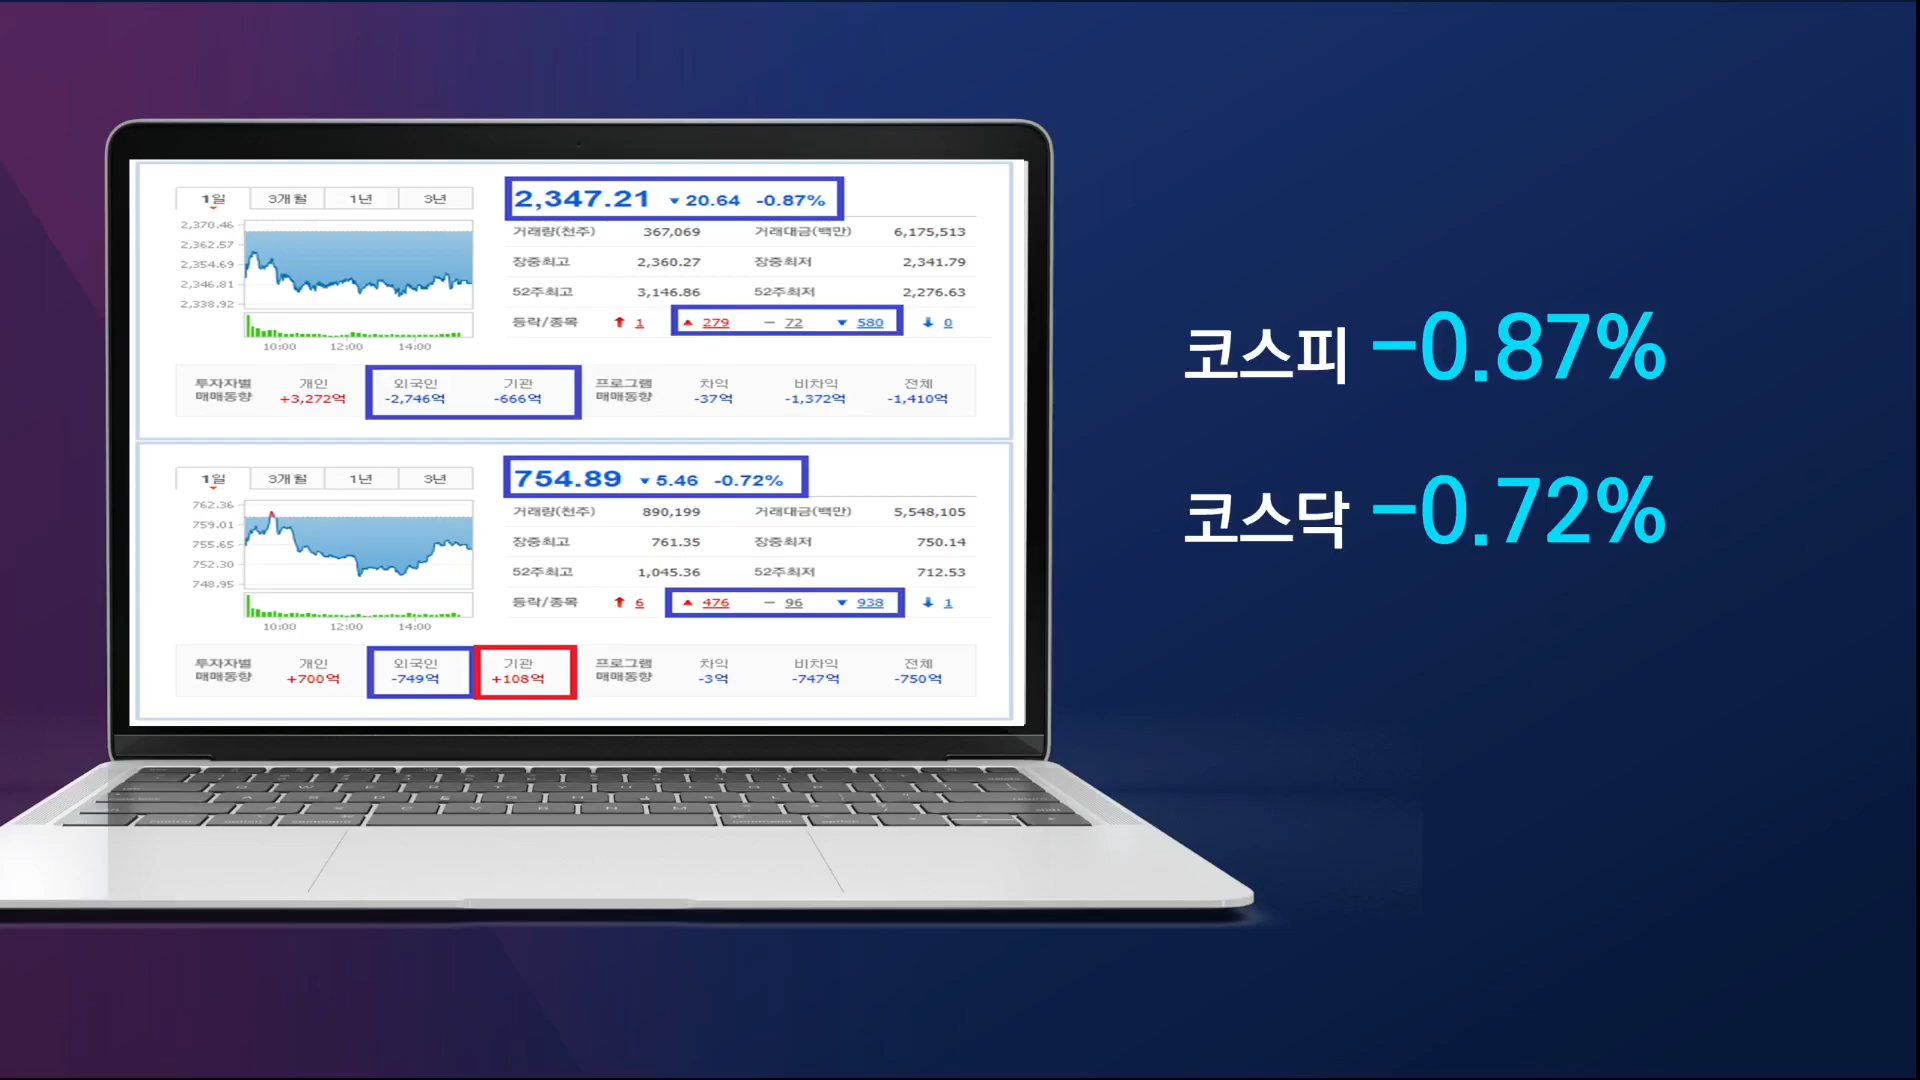 1일 3개월 1년 3년
2,347.21 ▼ 20.64 -0.87%
2,370.46
2,362.57
2,354.69
2,346.81
2,338.92
10:00 12:00 14:00
거래량(천주) 367,069 거래대금(백만) 6,175,513
장중최고 2,360.27 장중최저 2,341.79
52주최고 3,146.86 52주최저 2,276.63
등락/종목 ↑ 1 ▲ 279 − 72 ▼ 580 ↓ 0
투자자별 매매동향 개인 +3,272억 외국인 -2,746억 기관 -666억 프로그램 매매동향 차익 -37억 비차익 -1,372억 전체 -1,410억
1일 3개월 1년 3년
754.89 ▼ 5.46 -0.72%
762.36
759.01
755.65
752.30
748.95
10:00 12:00 14:00
거래량(천주) 890,199 거래대금(백만) 5,548,105
장중최고 761.35 장중최저 750.14
52주최고 1,045.36 52주최저 712.53
등락/종목 ↑ 6 ▲ 476 − 96 ▼ 938 ↓ 1
투자자별 매매동향 개인 +700억 외국인 -749억 기관 +108억 프로그램 매매동향 차익 -3억 비차익 -747억 전체 -750억
코스피 -0.87%
코스닥 -0.72%